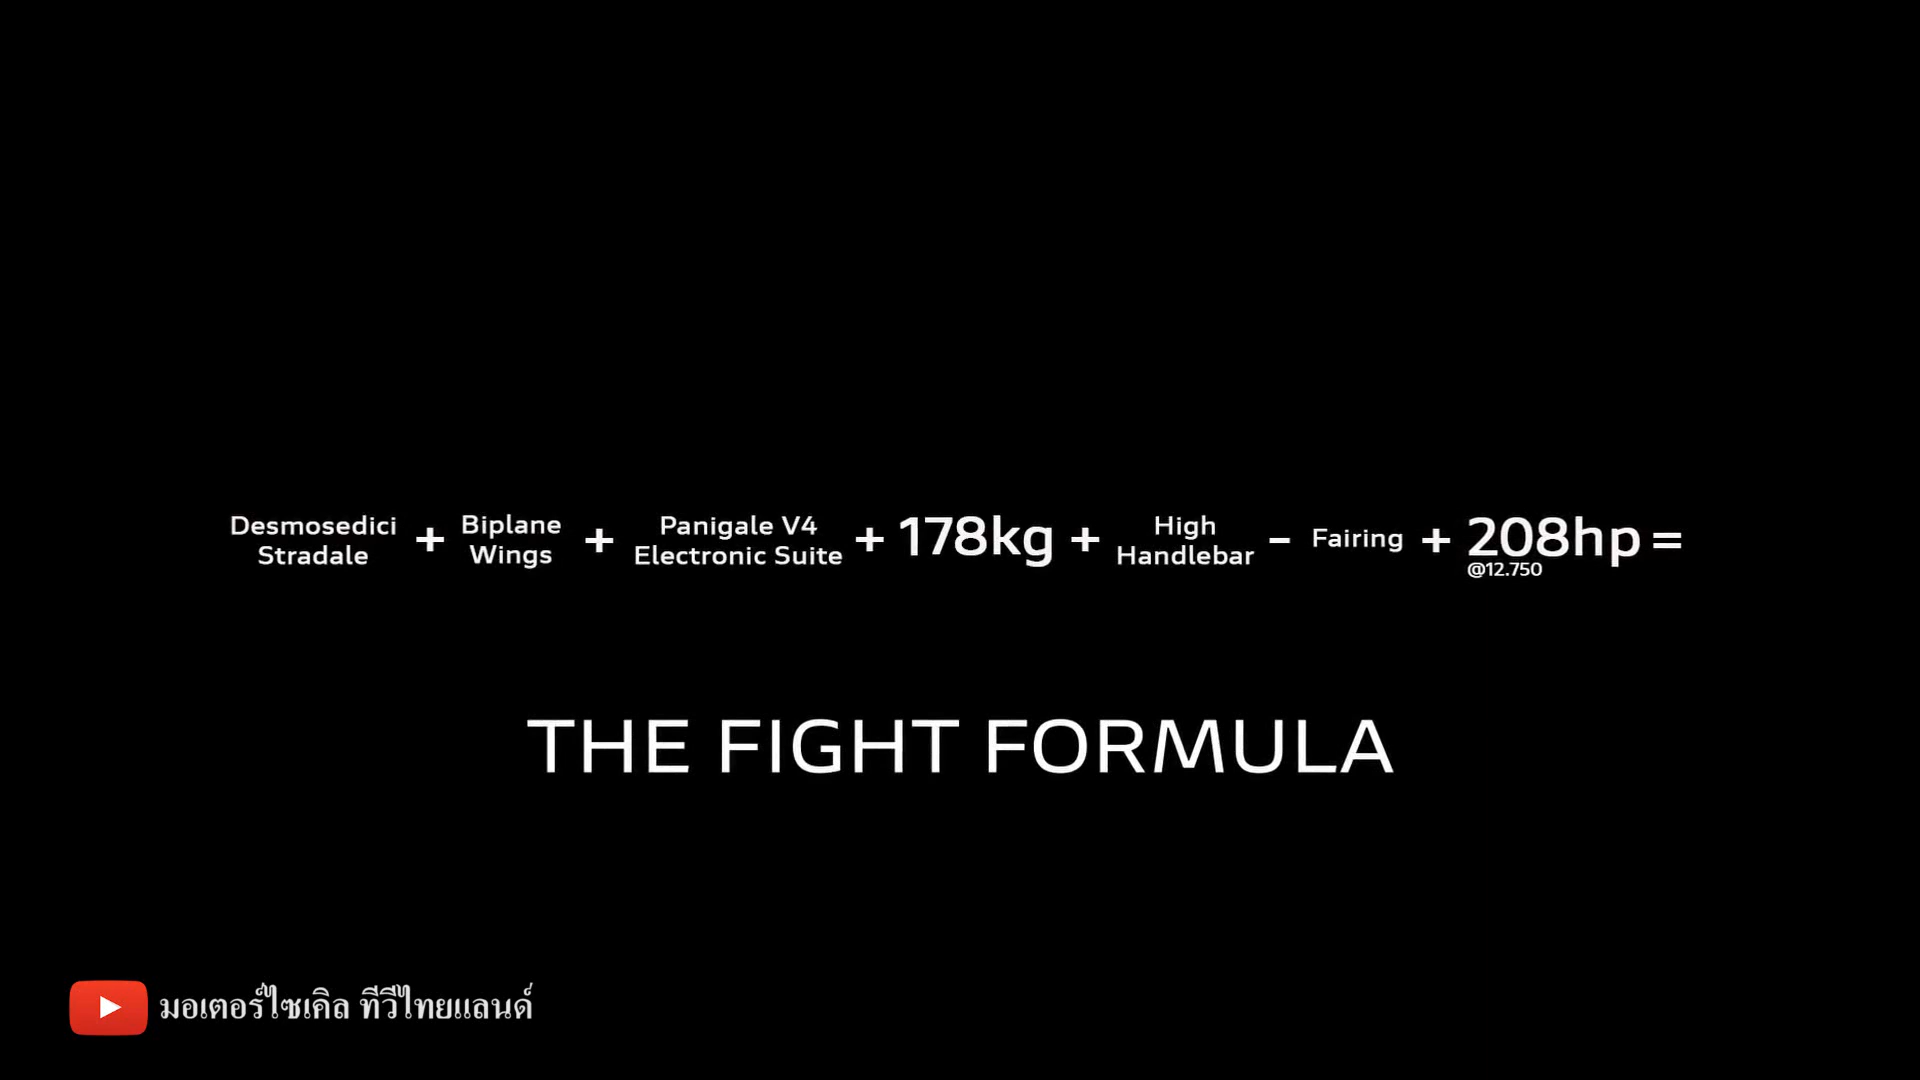 Desmosedici Stradale + Biplane Wings + Panigale V4 Electronic Suite + 178kg + High Handlebar - Fairing + 208hp =
@12.750
THE FIGHT FORMULA
มอเตอร์ไซเคิล ทีวีไทยแลนด์